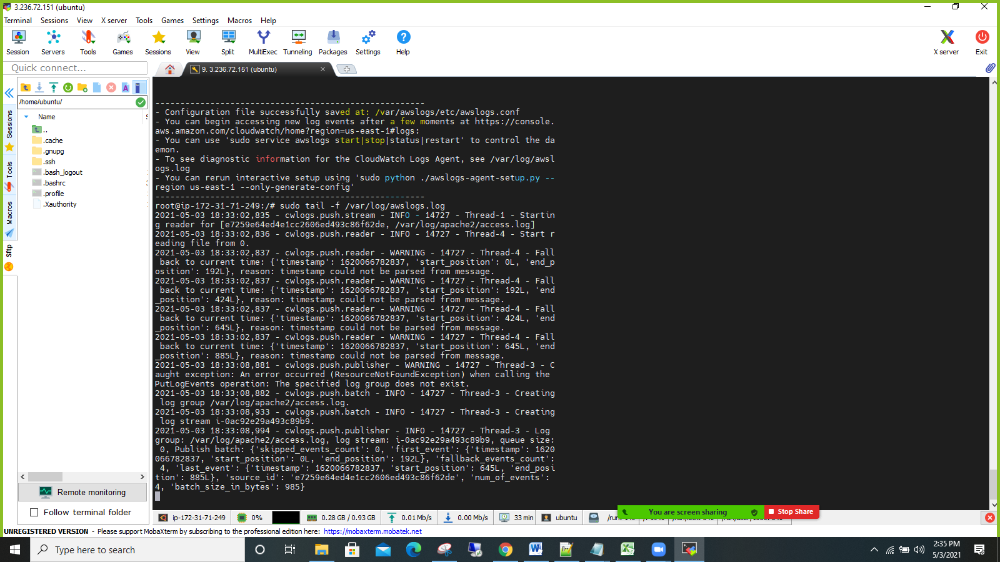 3.236.72.151 (ubuntu)
Terminal Sessions View X server Tools Games Settings Macros Help
Session Servers Tools Games Sessions View Split MultiExec Tunneling Packages Settings Help X server Exit
Quick connect...
9. 3.236.72.151 (ubuntu)
/home/ubuntu/
Name
..
.cache
.gnupg
.ssh
.bash_logout
.bashrc
.profile
.Xauthority
Sessions
Tools
Macros
Sftp
Remote monitoring
Follow terminal folder
------------------------------------------------------
- Configuration file successfully saved at: /var/awslogs/etc/awslogs.conf
- You can begin accessing new log events after a few moments at https://console.
aws.amazon.com/cloudwatch/home?region=us-east-1#logs:
- You can use 'sudo service awslogs start|stop|status|restart' to control the da
emon.
- To see diagnostic information for the CloudWatch Logs Agent, see /var/log/awsl
ogs.log
- You can rerun interactive setup using 'sudo python ./awslogs-agent-setup.py --
region us-east-1 --only-generate-config'
------------------------------------------------------
root@ip-172-31-71-249:/# sudo tail -f /var/log/awslogs.log
2021-05-03 18:33:02,835 - cwlogs.push.stream - INFO - 14727 - Thread-1 - Startin
g reader for [e7259e64ed4e1cc2606ed493c86f62de, /var/log/apache2/access.log]
2021-05-03 18:33:02,836 - cwlogs.push.reader - INFO - 14727 - Thread-4 - Start r
eading file from 0.
2021-05-03 18:33:02,837 - cwlogs.push.reader - WARNING - 14727 - Thread-4 - Fall
back to current time: {'timestamp': 1620066782837, 'start_position': 0L, 'end_p
osition': 192L}, reason: timestamp could not be parsed from message.
2021-05-03 18:33:02,837 - cwlogs.push.reader - WARNING - 14727 - Thread-4 - Fall
back to current time: {'timestamp': 1620066782837, 'start_position': 192L, 'end
_position': 424L}, reason: timestamp could not be parsed from message.
2021-05-03 18:33:02,837 - cwlogs.push.reader - WARNING - 14727 - Thread-4 - Fall
back to current time: {'timestamp': 1620066782837, 'start_position': 424L, 'end
_position': 645L}, reason: timestamp could not be parsed from message.
2021-05-03 18:33:02,837 - cwlogs.push.reader - WARNING - 14727 - Thread-4 - Fall
back to current time: {'timestamp': 1620066782837, 'start_position': 645L, 'end
_position': 885L}, reason: timestamp could not be parsed from message.
2021-05-03 18:33:08,881 - cwlogs.push.publisher - WARNING - 14727 - Thread-3 - C
aught exception: An error occurred (ResourceNotFoundException) when calling the
PutLogEvents operation: The specified log group does not exist.
2021-05-03 18:33:08,882 - cwlogs.push.batch - INFO - 14727 - Thread-3 - Creating
log group /var/log/apache2/access.log.
2021-05-03 18:33:08,933 - cwlogs.push.batch - INFO - 14727 - Thread-3 - Creating
log stream i-0ac92e29a493c89b9.
2021-05-03 18:33:08,994 - cwlogs.push.publisher - INFO - 14727 - Thread-3 - Log
group: /var/log/apache2/access.log, log stream: i-0ac92e29a493c89b9, queue size:
0, Publish batch: {'skipped_events_count': 0, 'first_event': {'timestamp': 1620
066782837, 'start_position': 0L, 'end_position': 192L}, 'fallback_events_count':
4, 'last_event': {'timestamp': 1620066782837, 'start_position': 645L, 'end_posi
tion': 885L}, 'source_id': 'e7259e64ed4e1cc2606ed493c86f62de', 'num_of_events':
4, 'batch_size_in_bytes': 985}
You are screen sharing Stop Share
ip-172-31-71-249 0% 0.28 GB / 0.93 GB 0.01 Mb/s 0.00 Mb/s 33 min ubuntu
UNREGISTERED VERSION - Please support MobaXterm by subscribing to the professional edition here: https://mobaxterm.mobatek.net
Type here to search
2:35 PM
5/3/2021